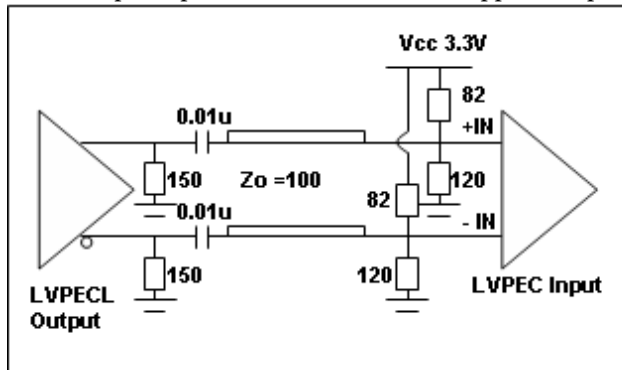 Vcc 3.3V
82
0.01u
+IN
150
Zo =100
120
82
0.01u
- IN
150
120
LVPECL
Output
LVPEC Input